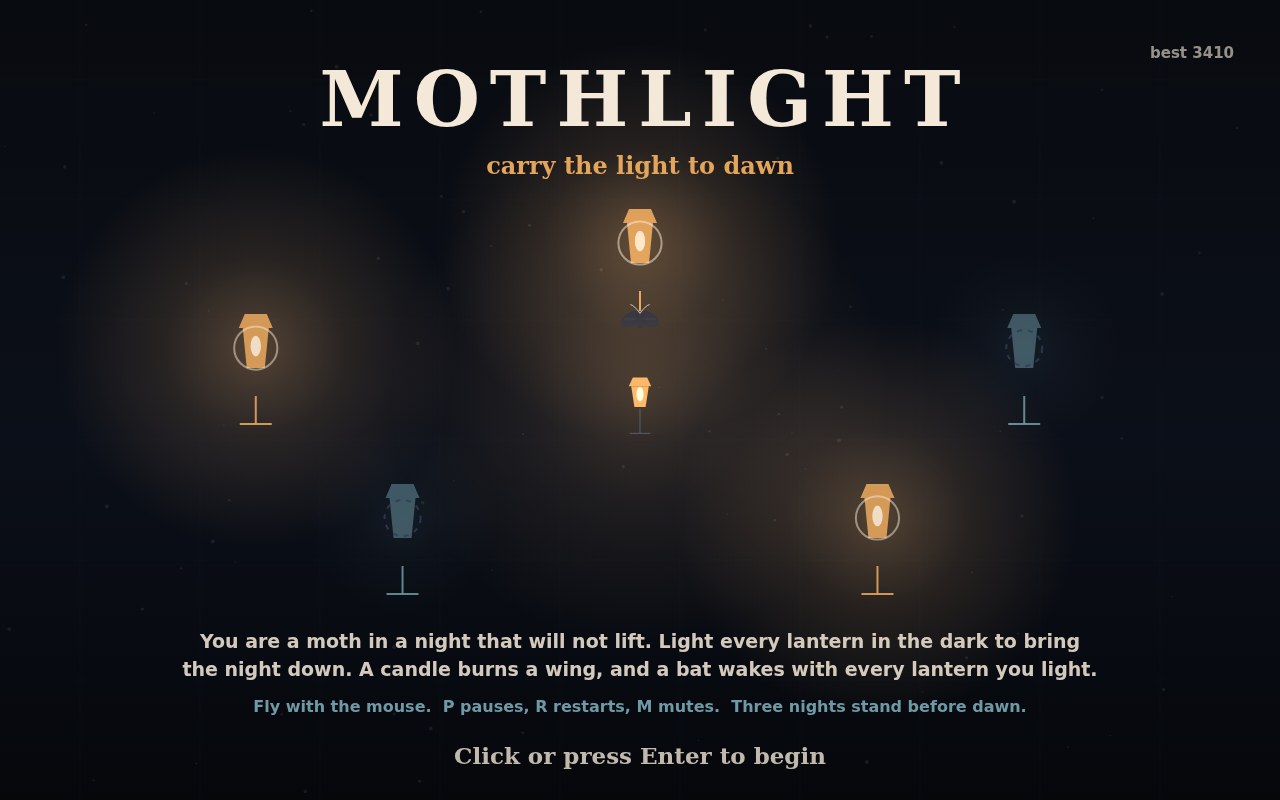 best 3410
MOTHLIGHT
carry the light to dawn
You are a moth in a night that will not lift. Light every lantern in the dark to bring
the night down. A candle burns a wing, and a bat wakes with every lantern you light.
Fly with the mouse.  P pauses, R restarts, M mutes.  Three nights stand before dawn.
Click or press Enter to begin